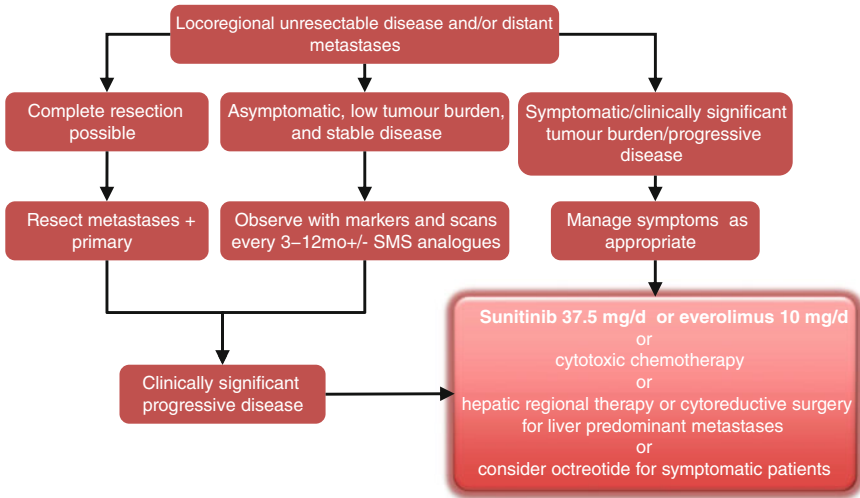 Locoregional unresectable disease and/or distant
metastases
Complete resection
possible
Asymptomatic, low tumour burden,
and stable disease
Symptomatic/clinically significant
tumour burden/progressive
disease
Resect metastases +
primary
Observe with markers and scans
every 3–12mo+/- SMS analogues
Manage symptoms as
appropriate
Clinically significant
progressive disease
Sunitinib 37.5 mg/d or everolimus 10 mg/d
or
cytotoxic chemotherapy
or
hepatic regional therapy or cytoreductive surgery
for liver predominant metastases
or
consider octreotide for symptomatic patients